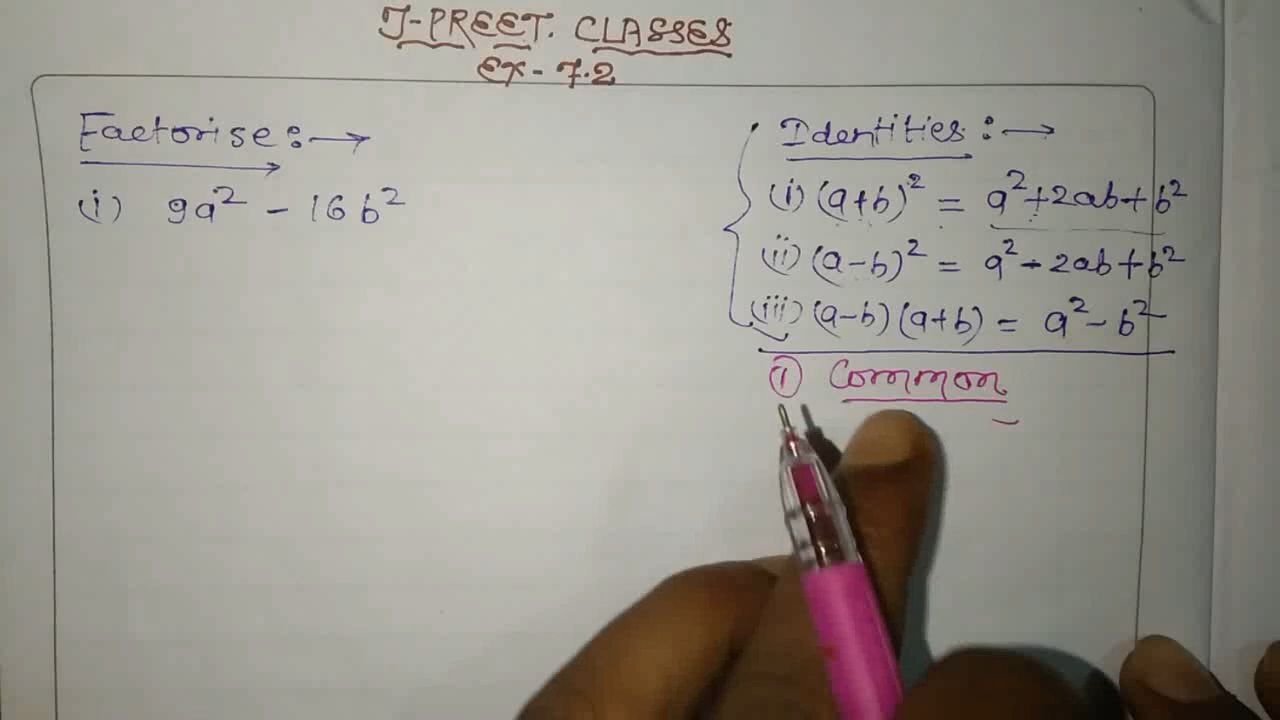 J-PREET. CLASSES
EX- 7.2
Factorise:→
(i) 9a² - 16b²
Identities:→
(i) (a+b)² = a²+2ab+b²
(ii) (a-b)² = a²-2ab+b²
(iii) (a-b)(a+b) = a²-b²
① Common